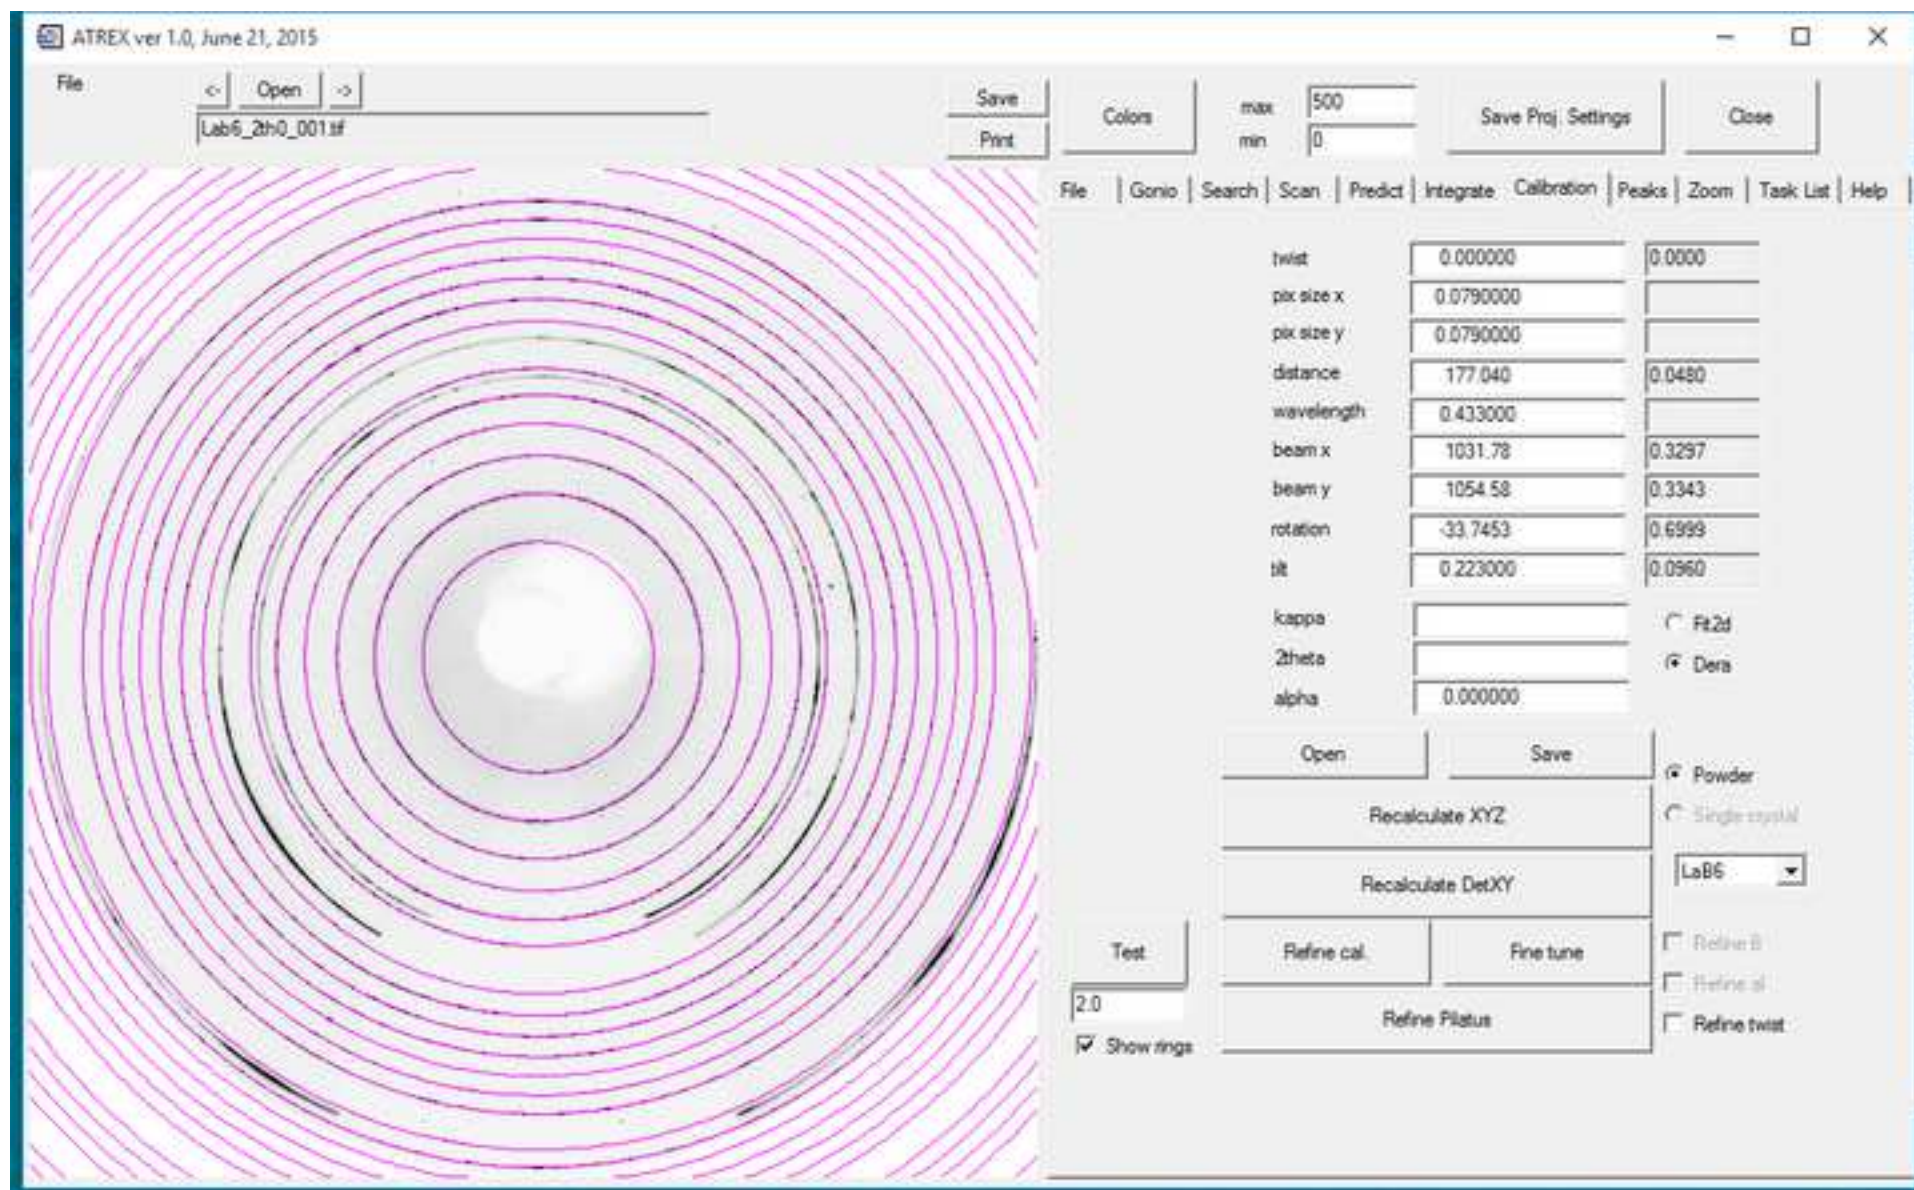 ATREX ver 1.0, June 21, 2015
File
<- Open ->
Lab6_2th0_001.tif
Save
Print
Colors
max 500
min 0
Save Proj. Settings
Close
File Gonio Search Scan Predict Integrate Calibration Peaks Zoom Task List Help
twist 0.000000 0.0000
pix size x 0.0790000
pix size y 0.0790000
distance 177.040 0.0480
wavelength 0.433000
beam x 1031.78 0.3297
beam y 1054.58 0.3343
rotation -33.7453 0.6999
tilt 0.223000 0.0960
kappa Fit2d
2theta Dera
alpha 0.000000
Open Save
Powder
Recalculate XYZ
Single crystal
Recalculate DetXY
LaB6
Test Refine cal. Fine tune
Refine B
Refine al
2.0
Refine Pilatus
Refine twist
Show rings